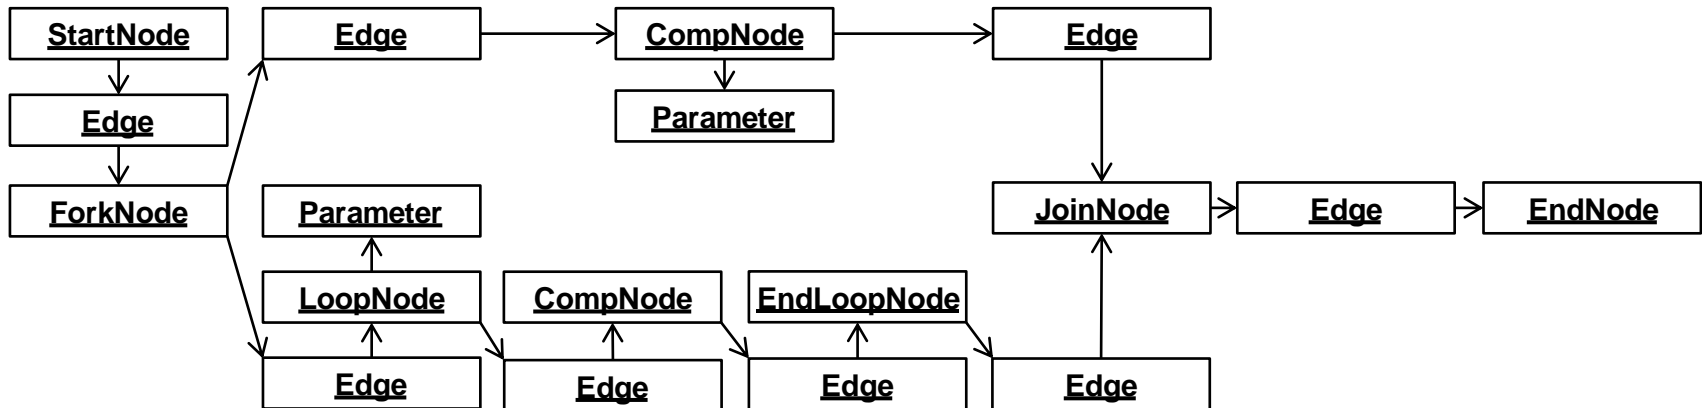 StartNode
Edge
CompNode
Edge
Edge
Parameter
ForkNode
Parameter
JoinNode
Edge
EndNode
LoopNode
CompNode
EndLoopNode
Edge
Edge
Edge
Edge